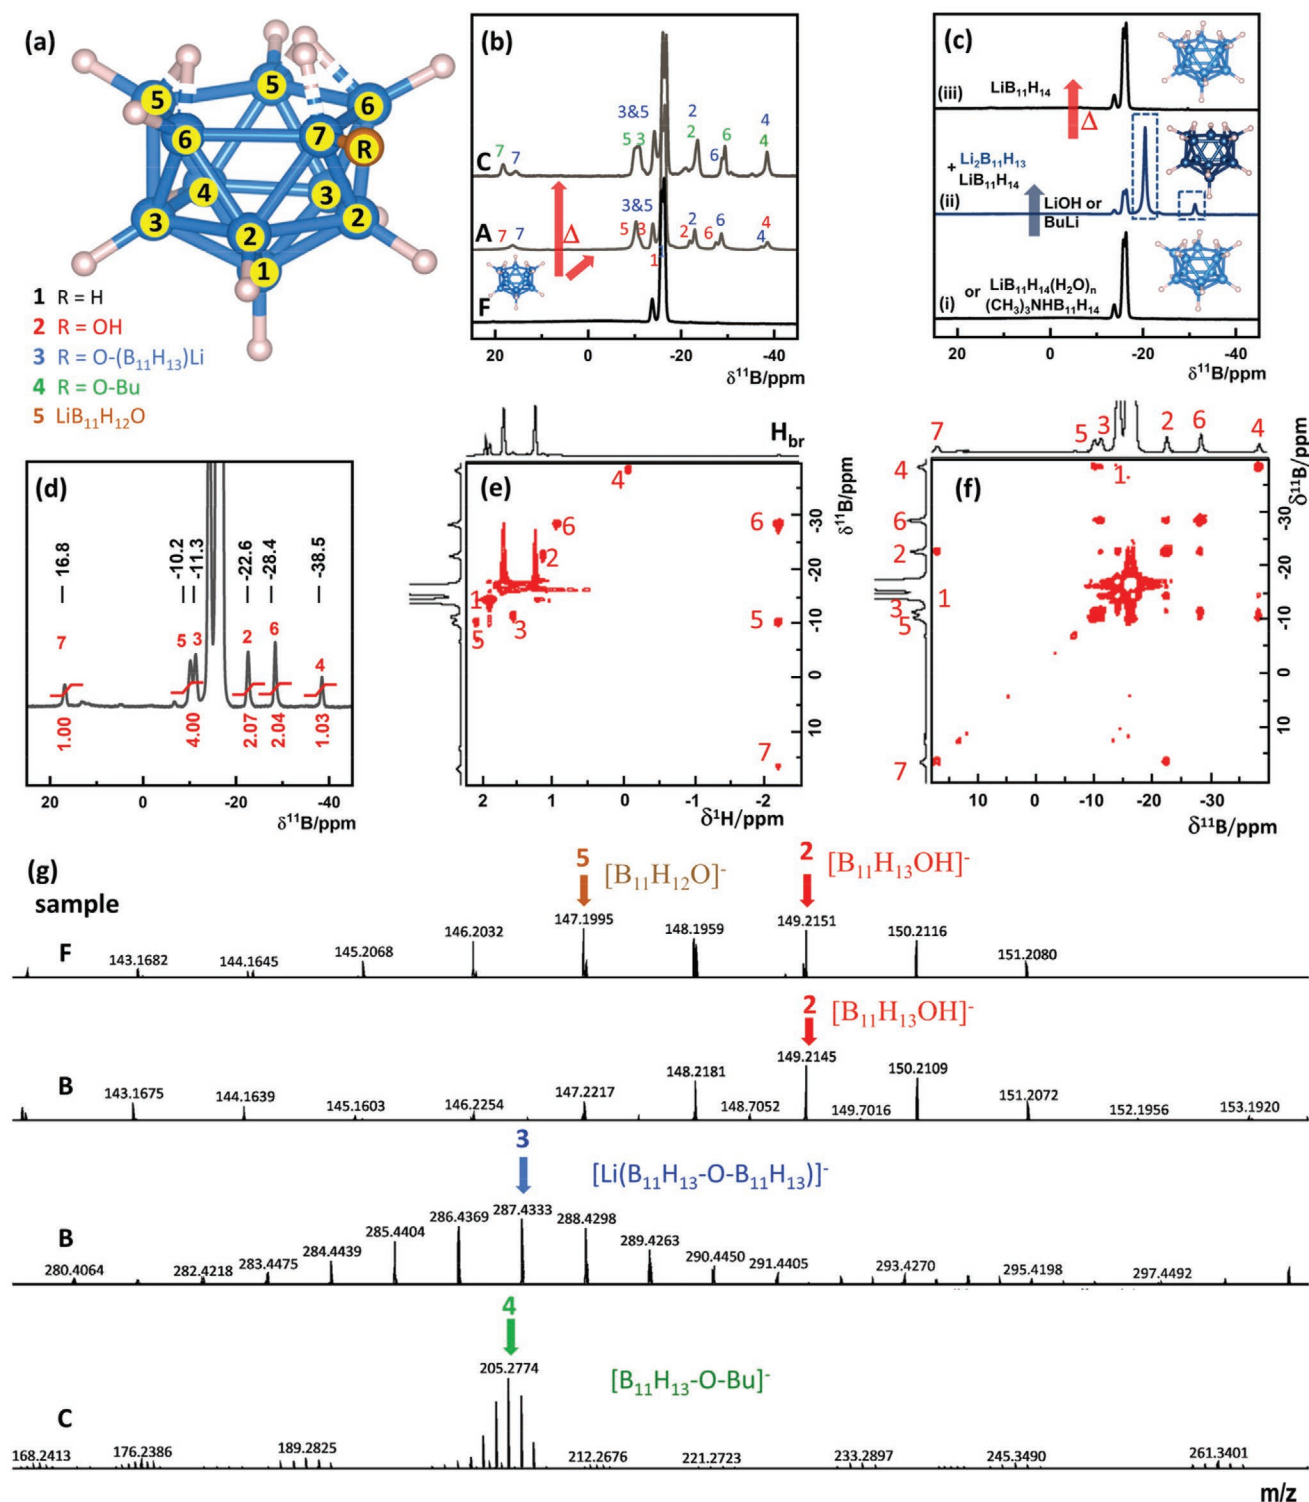 (a)
5
5
6
6
7
R
4
3
3
2
2
1
1 R = H
2 R = OH
3 R = O-(B₁₁H₁₃)Li
4 R = O-Bu
5 LiB₁₁H₁₂O
(b)
3&5 2 4
7 7 5 3 2 6 6 4
C
Δ
3&5 2 6 4
A 7 7 5 3 2 6 4
1
F
20 0 -20 -40
δ¹¹B/ppm
(c)
(iii) LiB₁₁H₁₄
Δ
+ Li₂B₁₁H₁₃
LiB₁₁H₁₄
(ii) LiOH or
BuLi
(i) or LiB₁₁H₁₄(H₂O)ₙ
(CH₃)₃NHB₁₁H₁₄
20 0 -20 -40
δ¹¹B/ppm
(d)
16.8 -10.2 -11.3 -22.6 -28.4 -38.5
7 5 3 2 6 4
1.00 4.00 2.07 2.04 1.03
20 0 -20 -40
δ¹¹B/ppm
(e)
H_br
4
6 6
2
1
3 5
5
7
-30
-20
-10
0
10
δ¹¹B/ppm
2 1 0 -1 -2
δ¹H/ppm
(f)
7 5 3 2 6 4
4 1
6
2
1
3
5
7
-30
-20
-10
0
10
δ¹¹B/ppm
10 0 -10 -20 -30
δ¹¹B/ppm
(g)
sample
5 [B₁₁H₁₂O]⁻ 2 [B₁₁H₁₃OH]⁻
F 143.1682 144.1645 145.2068 146.2032 147.1995 148.1959 149.2151 150.2116 151.2080
2 [B₁₁H₁₃OH]⁻
B 143.1675 144.1639 145.1603 146.2254 147.2217 148.2181 148.7052 149.2145 149.7016 150.2109 151.2072 152.1956 153.1920
3 [Li(B₁₁H₁₃-O-B₁₁H₁₃)]⁻
B 280.4064 282.4218 283.4475 284.4439 285.4404 286.4369 287.4333 288.4298 289.4263 290.4450 291.4405 293.4270 295.4198 297.4492
4 [B₁₁H₁₃-O-Bu]⁻
C 168.2413 176.2386 189.2825 205.2774 212.2676 221.2723 233.2897 245.3490 261.3401
m/z